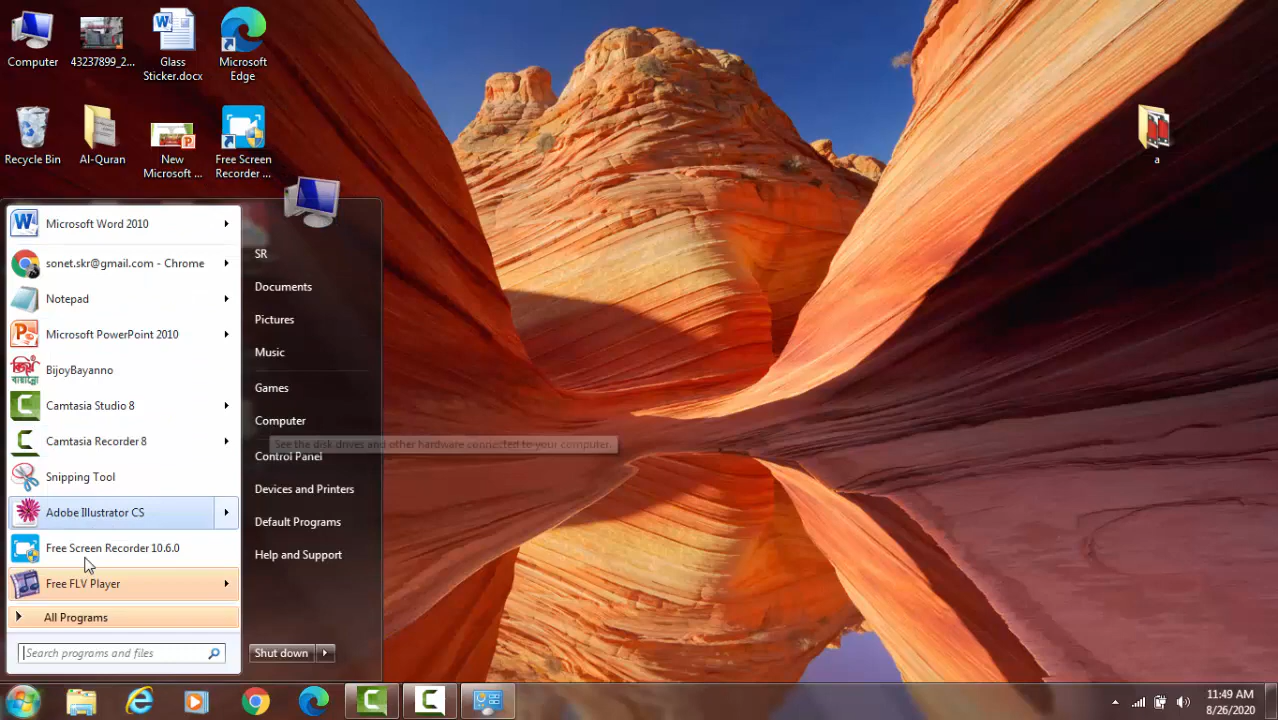 Computer
43237899_2...
Glass
Sticker.docx
Microsoft
Edge
Recycle Bin
Al-Quran
New
Microsoft ...
Free Screen
Recorder ...
a
Microsoft Word 2010
sonet.skr@gmail.com - Chrome
Notepad
Microsoft PowerPoint 2010
BijoyBayanno
Camtasia Studio 8
Camtasia Recorder 8
Snipping Tool
Adobe Illustrator CS
Free Screen Recorder 10.6.0
Free FLV Player
All Programs
Search programs and files
SR
Documents
Pictures
Music
Games
Computer
See the disk drives and other hardware connected to your computer.
Control Panel
Devices and Printers
Default Programs
Help and Support
Shut down
11:49 AM
8/26/2020